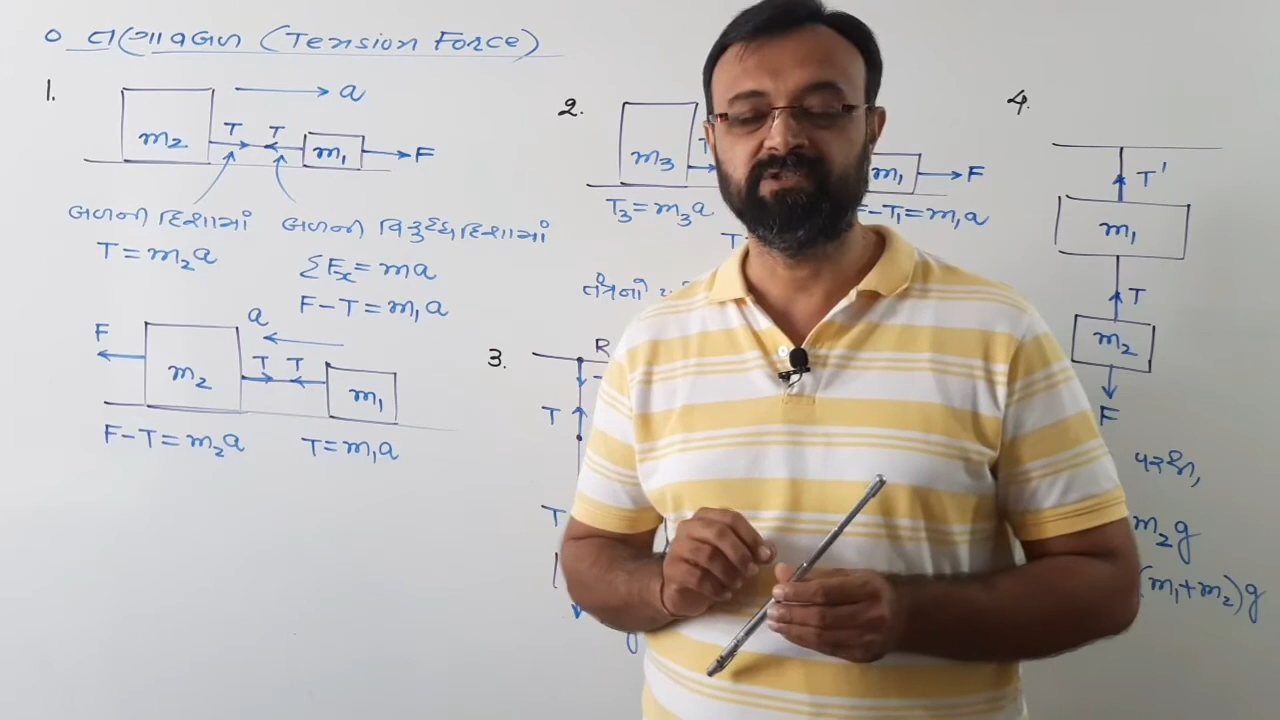 તણાવબળ (Tension Force)
1.
a
m₂ T T m₁ F
બળની દિશામાં
T = m₂a
બળની વિરુદ્ધ દિશામાં
ΣFₓ = ma
F - T = m₁a
F a
m₂ T T m₁
F - T = m₂a
T = m₁a
2.
m₃ m₁ F
T₃ = m₃a
- T₁ = m₁a
3.
R
T
T
g
4.
T'
m₁
T
m₂
F
પરથી,
m₂g
(m₁ + m₂)g